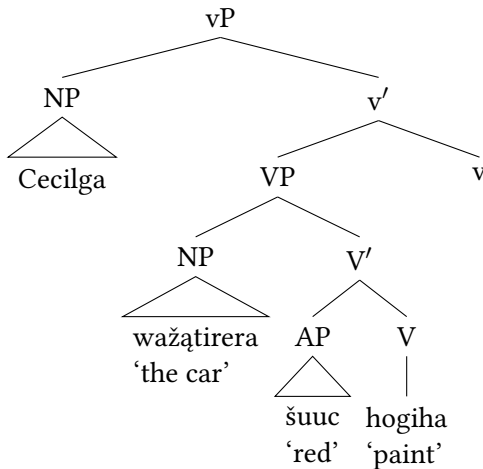 vP
NP v′
Cecilga VP v
NP V′
wažątirera AP V
‘the car’
šuuc hogiha
‘red’ ‘paint’